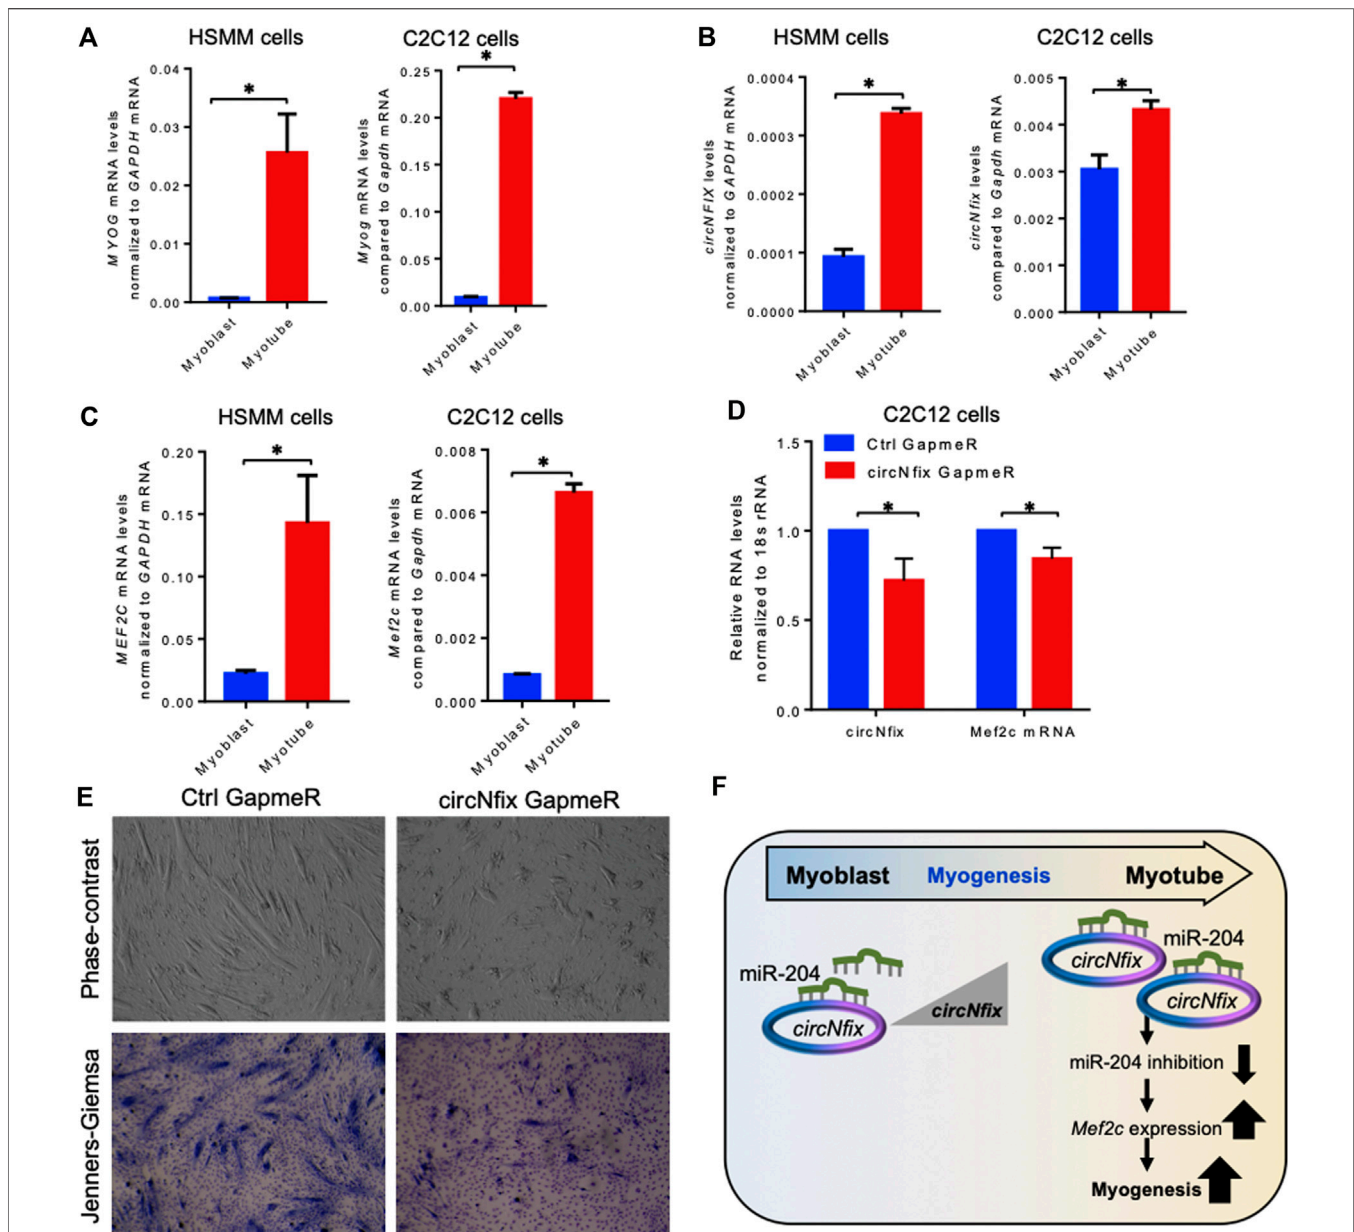 A
HSMM cells
MYOG mRNA levels
normalized to GAPDH mRNA
0.04
0.03
0.02
0.01
0.00
*
Myoblast
Myotube
C2C12 cells
Myog mRNA levels
compared to Gapdh mRNA
0.25
0.20
0.15
0.10
0.05
0.00
*
Myoblast
Myotube
B
HSMM cells
circNFIX levels
normalized to GAPDH mRNA
0.0004
0.0003
0.0002
0.0001
0.0000
*
Myoblast
Myotube
C2C12 cells
circNfix levels
compared to Gapdh mRNA
0.005
0.004
0.003
0.002
0.001
0.000
*
Myoblast
Myotube
C
HSMM cells
MEF2C mRNA levels
normalized to GAPDH mRNA
0.20
0.15
0.10
0.05
0.00
*
Myoblast
Myotube
C2C12 cells
Mef2c mRNA levels
compared to Gapdh mRNA
0.008
0.006
0.004
0.002
0.000
*
Myoblast
Myotube
D
C2C12 cells
Relative RNA levels
normalized to 18s rRNA
1.5
1.0
0.5
0.0
Ctrl GapmeR
circNfix GapmeR
*
*
circNfix
Mef2c mRNA
E
Ctrl GapmeR
circNfix GapmeR
Phase-contrast
Jenners-Giemsa
F
Myoblast
Myogenesis
Myotube
miR-204
circNfix
circNfix
circNfix
miR-204
circNfix
miR-204 inhibition
Mef2c expression
Myogenesis